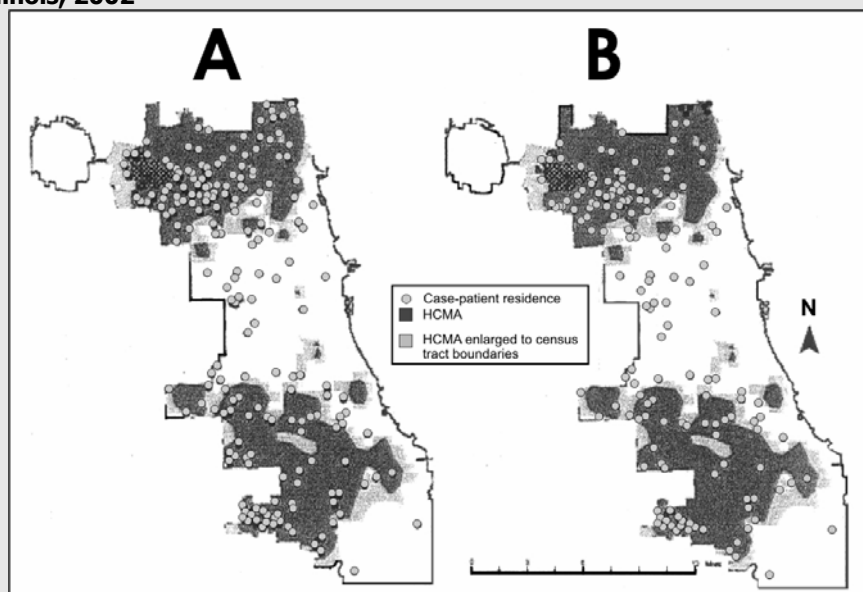 A
B
Case-patient residence
HCMA
HCMA enlarged to census
tract boundaries
N